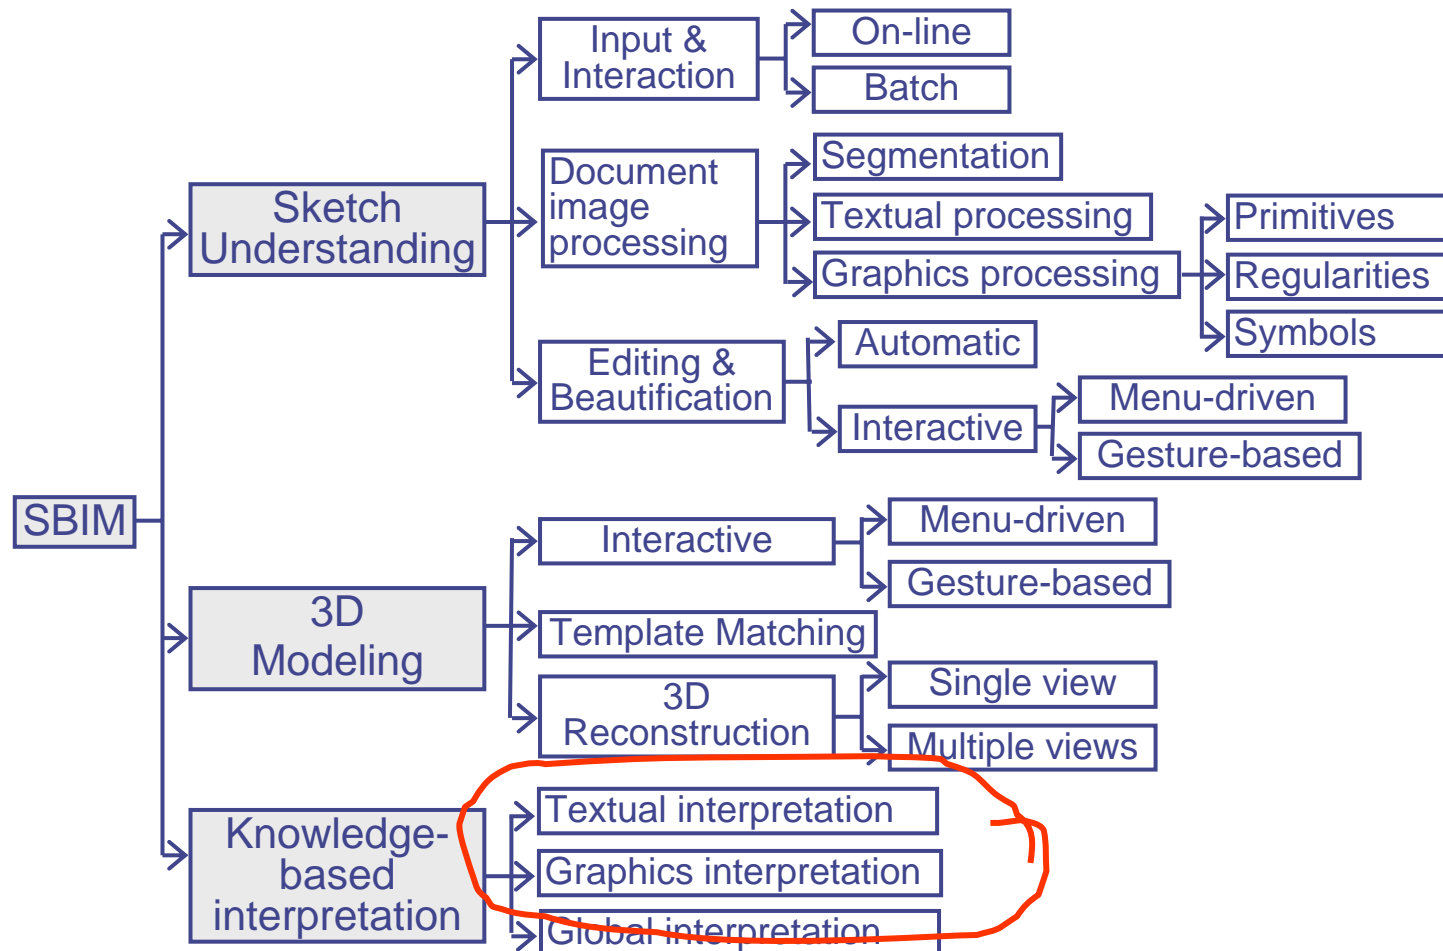 Input &
Interaction
On-line
Batch
Document
image
processing
Segmentation
Textual processing
Graphics processing
Primitives
Regularities
Symbols
Sketch
Understanding
Editing &
Beautification
Automatic
Interactive
Menu-driven
Gesture-based
SBIM
3D
Modeling
Interactive
Menu-driven
Gesture-based
Template Matching
3D
Reconstruction
Single view
Multiple views
Knowledge-
based
interpretation
Textual interpretation
Graphics interpretation
Global interpretation